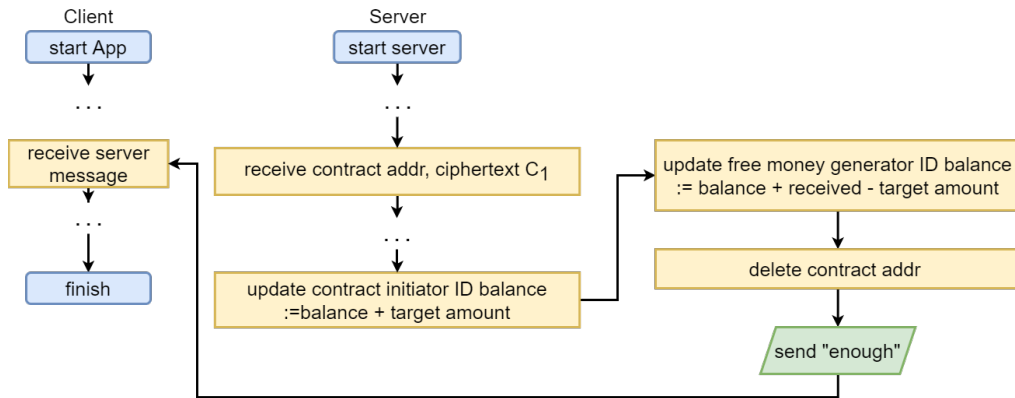 Client
start App
. . .
receive server
message
. . .
finish
Server
start server
. . .
receive contract addr, ciphertext C1
. . .
update contract initiator ID balance
:=balance + target amount
update free money generator ID balance
:= balance + received - target amount
delete contract addr
send "enough"